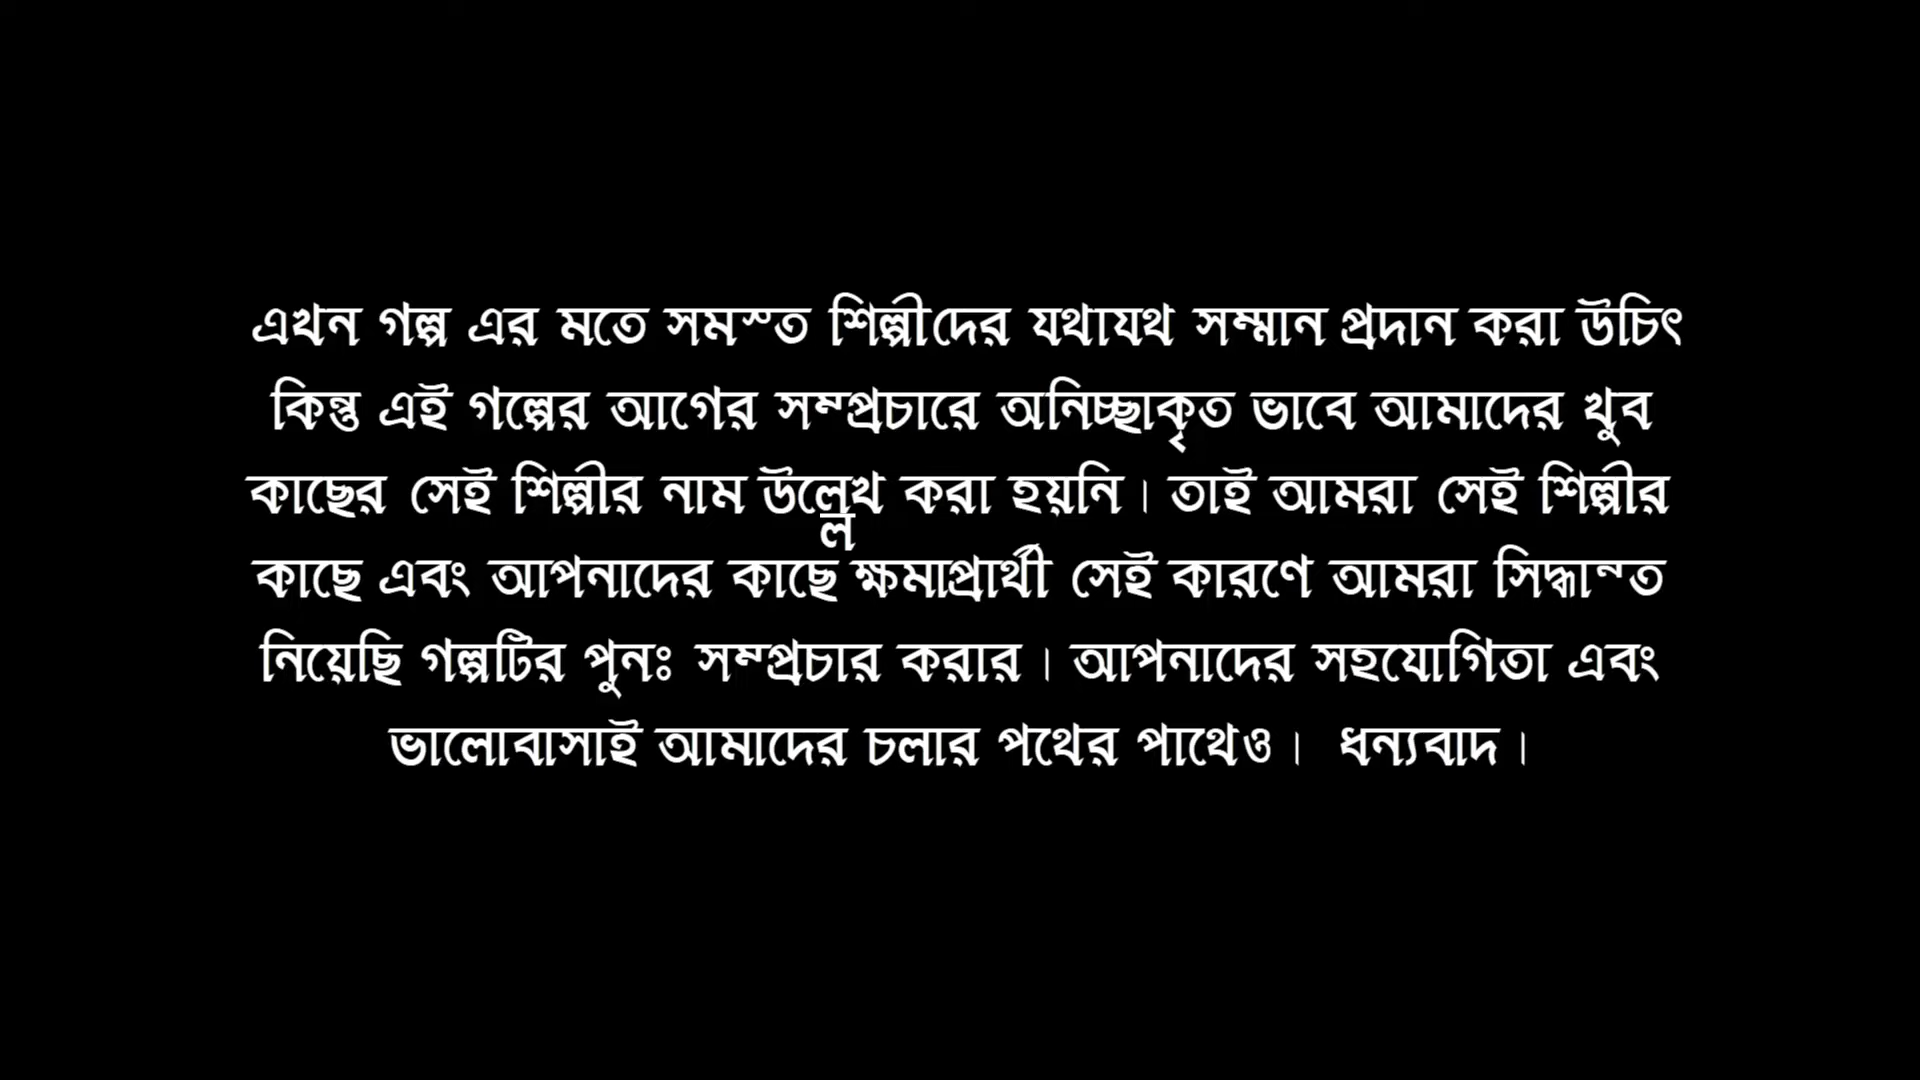 এখন গল্প এর মতে সমস্ত শিল্পীদের যথাযথ সম্মান প্রদান করা উচিৎ
কিন্তু এই গল্পের আগের সম্প্রচারে অনিচ্ছাকৃত ভাবে আমাদের খুব
কাছের সেই শিল্পীর নাম উল্লেখ করা হয়নি। তাই আমরা সেই শিল্পীর
কাছে এবং আপনাদের কাছে ক্ষমাপ্রার্থী সেই কারণে আমরা সিদ্ধান্ত
নিয়েছি গল্পটির পুনঃ সম্প্রচার করার। আপনাদের সহযোগিতা এবং
ভালোবাসাই আমাদের চলার পথের পাথেও। ধন্যবাদ।